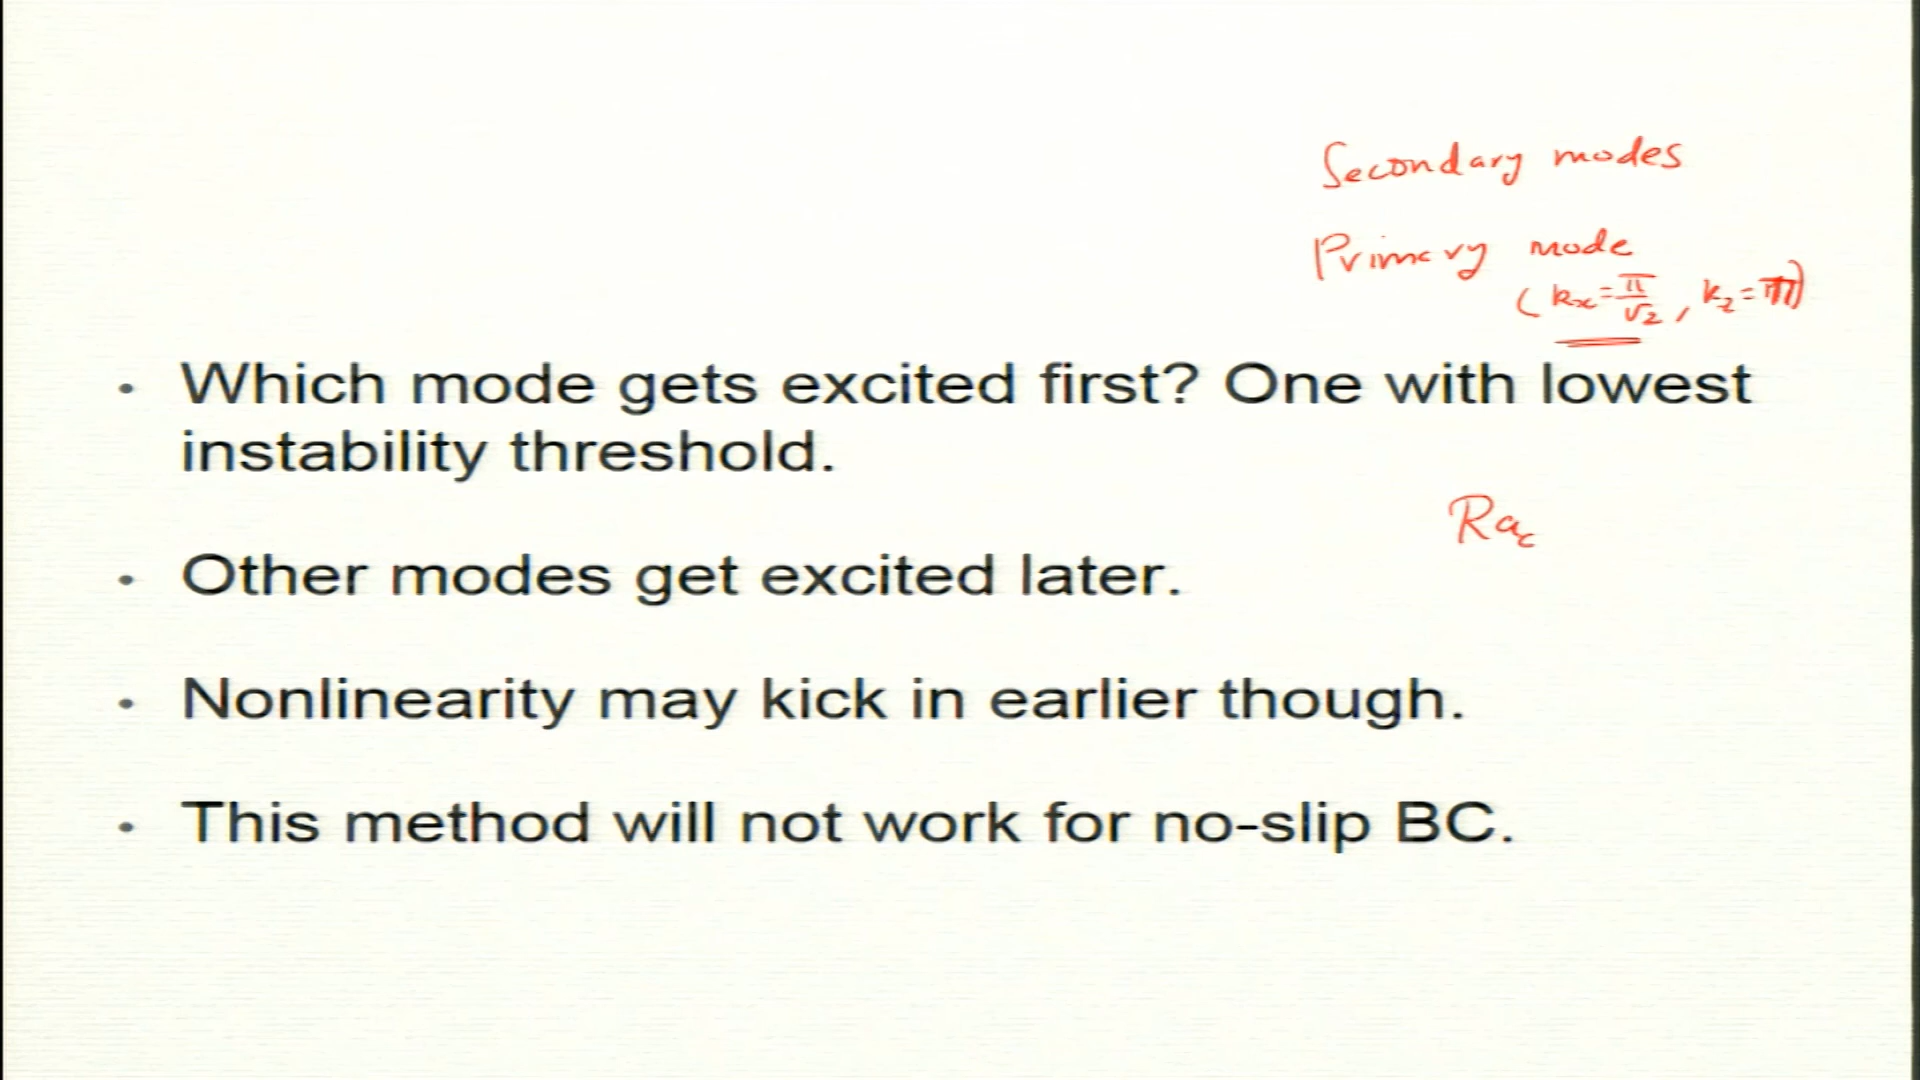 Secondary modes
Primary mode
(kx = π/√2, kz = π)
• Which mode gets excited first? One with lowest
instability threshold.
Rac
• Other modes get excited later.
• Nonlinearity may kick in earlier though.
• This method will not work for no-slip BC.